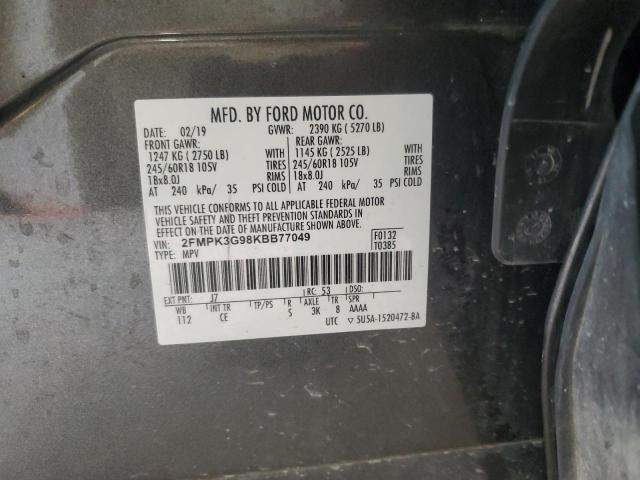 MFD. BY FORD MOTOR CO.
DATE: 02/19 GVWR: 2390 KG ( 5270 LB)
FRONT GAWR: REAR GAWR:
1247 KG ( 2750 LB) WITH 1145 KG ( 2525 LB) WITH
245/60R18 105V TIRES 245/60R18 105V TIRES
18x8.0J RIMS 18x8.0J RIMS
AT 240 kPa/ 35 PSI COLD AT 240 kPa/ 35 PSI COLD
THIS VEHICLE CONFORMS TO ALL APPLICABLE FEDERAL MOTOR
VEHICLE SAFETY AND THEFT PREVENTION STANDARDS IN
EFFECT ON THE DATE OF MANUFACTURE SHOWN ABOVE.
VIN: 2FMPK3G98KBB77049 F0132
TYPE: MPV T0385
EXT PNT: J7 RC: 53 DSO:
WB INT TR TP/PS R AXLE TR SPR
112 CE S 3K 8 AAAA
UTC ▽ 5U5A-1520472-BA